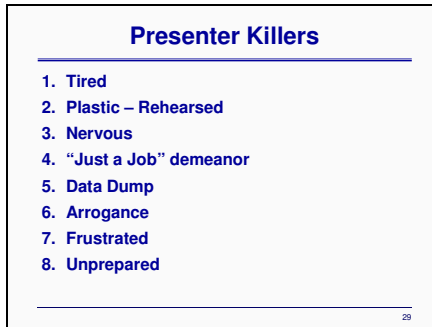 Presenter Killers
1. Tired
2. Plastic – Rehearsed
3. Nervous
4. “Just a Job” demeanor
5. Data Dump
6. Arrogance
7. Frustrated
8. Unprepared
29